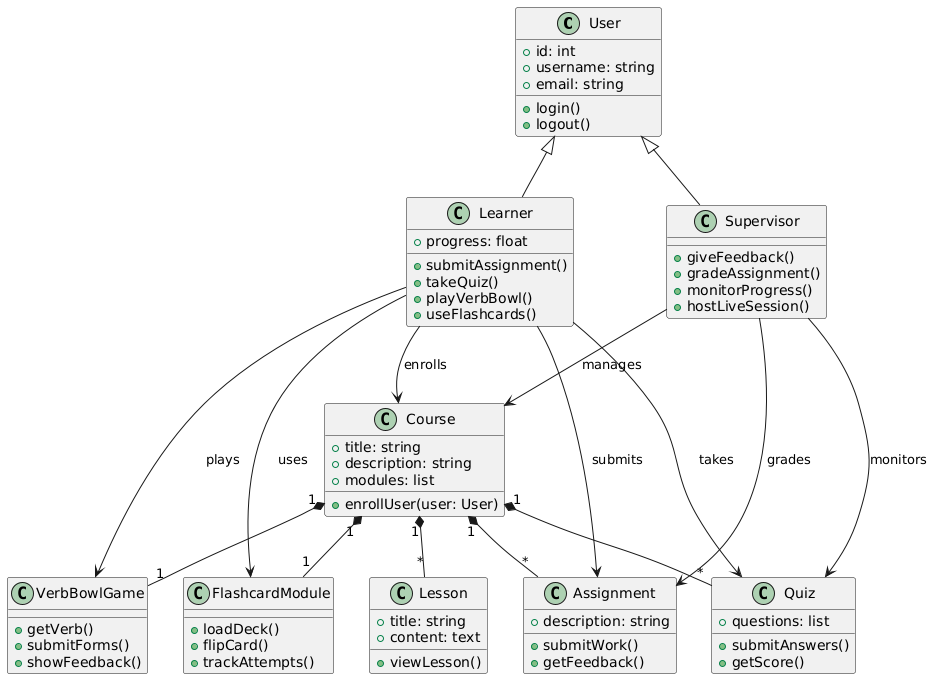 C User
id: int
username: string
email: string
login()
logout()
C Learner
progress: float
submitAssignment()
takeQuiz()
playVerbBowl()
useFlashcards()
C Supervisor
giveFeedback()
gradeAssignment()
monitorProgress()
hostLiveSession()
enrolls
manages
C Course
title: string
description: string
modules: list
enrollUser(user: User)
plays
uses
submits
takes
grades
monitors
1
1
1
1
1
1
1
*
*
*
C VerbBowlGame
getVerb()
submitForms()
showFeedback()
C FlashcardModule
loadDeck()
flipCard()
trackAttempts()
C Lesson
title: string
content: text
viewLesson()
C Assignment
description: string
submitWork()
getFeedback()
C Quiz
questions: list
submitAnswers()
getScore()